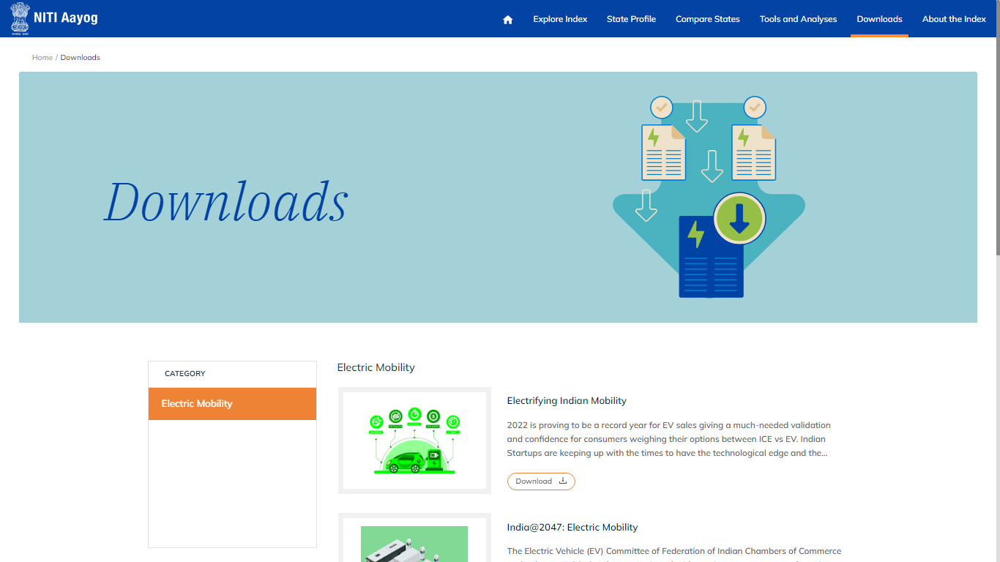 NITI Aayog
Explore Index
State Profile
Compare States
Tools and Analyses
Downloads
About the Index
Home / Downloads
Downloads
CATEGORY
Electric Mobility
Electric Mobility
Electrifying Indian Mobility
2022 is proving to be a record year for EV sales giving a much-needed validation
and confidence for consumers weighing their options between ICE vs EV. Indian
Startups are keeping up with the times to have the technological edge and the...
Download
India@2047: Electric Mobility
The Electric Vehicle (EV) Committee of Federation of Indian Chambers of Commerce